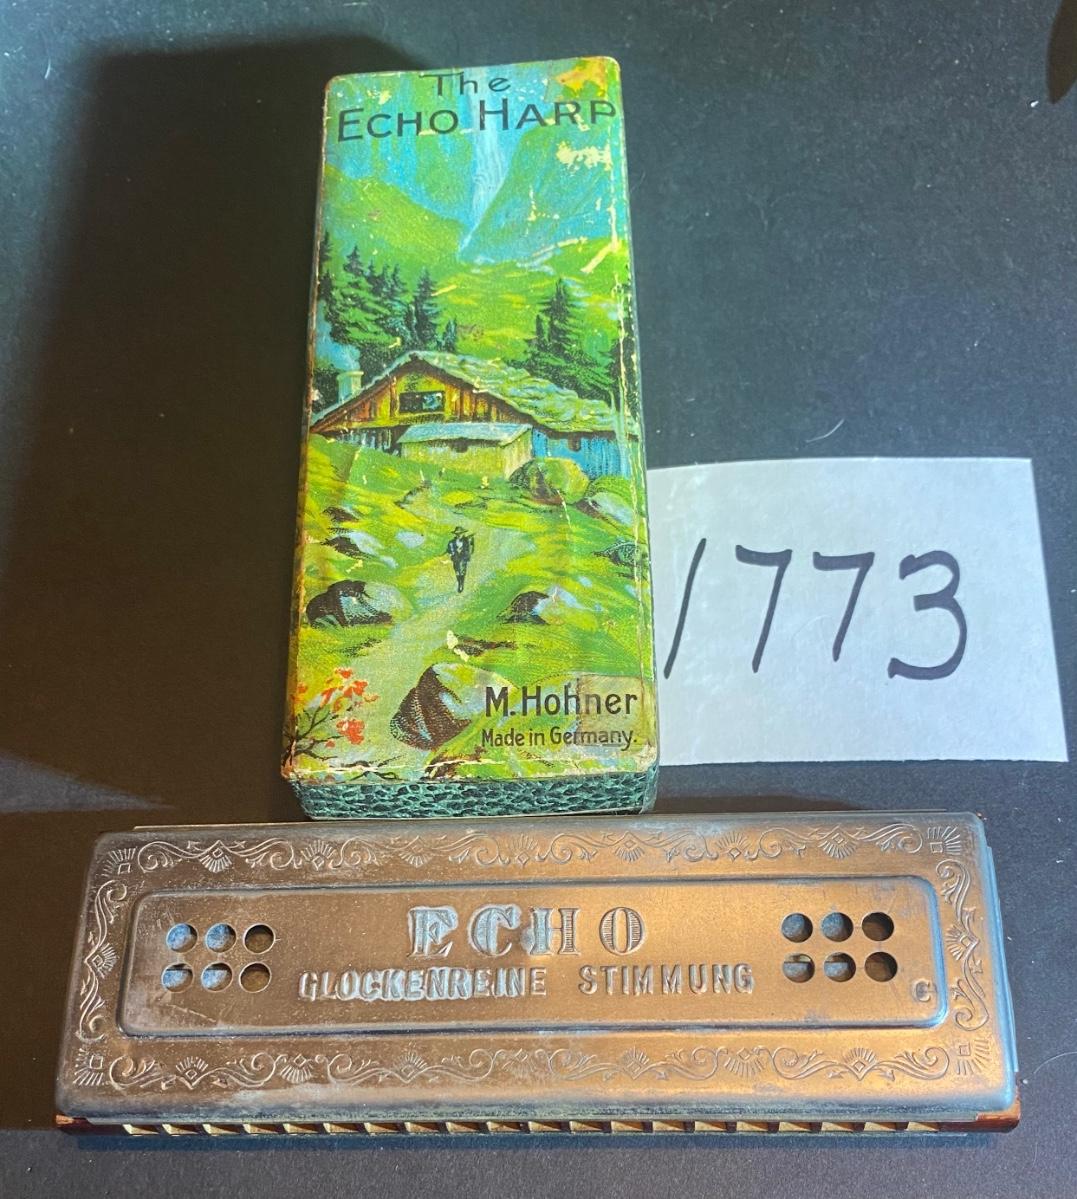 The
ECHO HARP
M. Hohner
Made in Germany.
1773
ECHO
GLOCKENREINE STIMMUNG
C